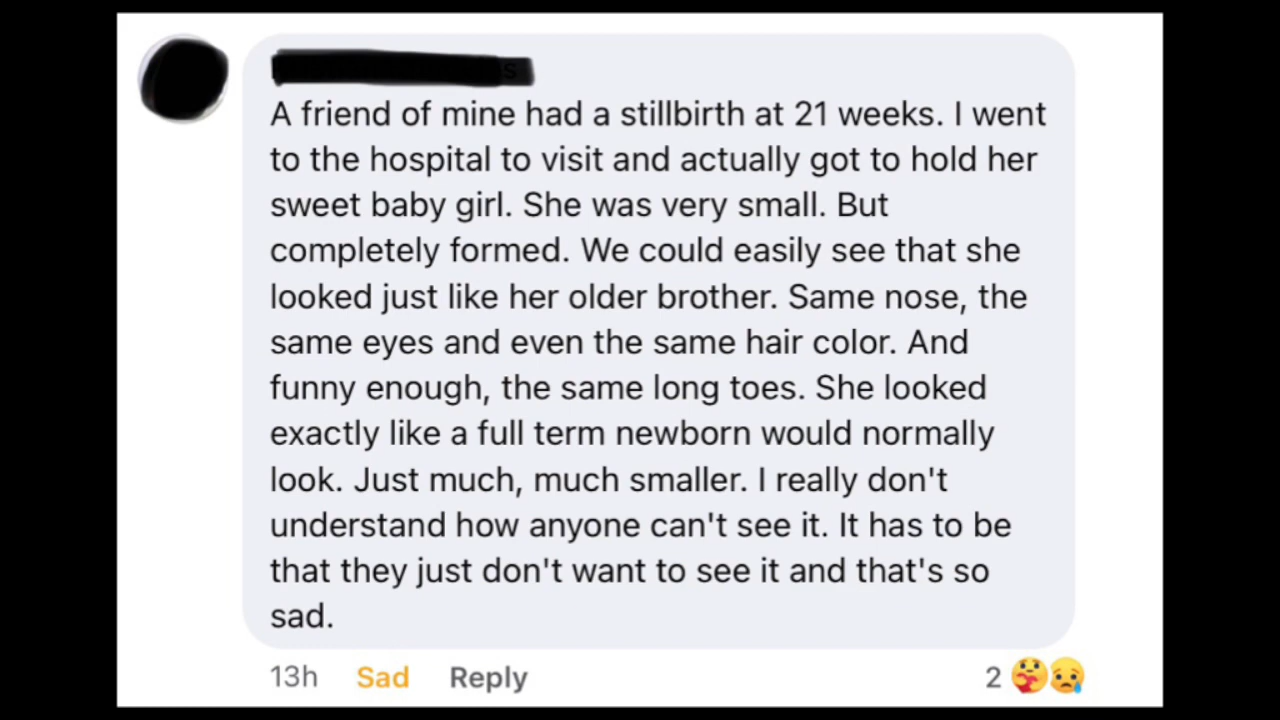 A friend of mine had a stillbirth at 21 weeks. I went
to the hospital to visit and actually got to hold her
sweet baby girl. She was very small. But
completely formed. We could easily see that she
looked just like her older brother. Same nose, the
same eyes and even the same hair color. And
funny enough, the same long toes. She looked
exactly like a full term newborn would normally
look. Just much, much smaller. I really don't
understand how anyone can't see it. It has to be
that they just don't want to see it and that's so
sad.
13h Sad Reply 2